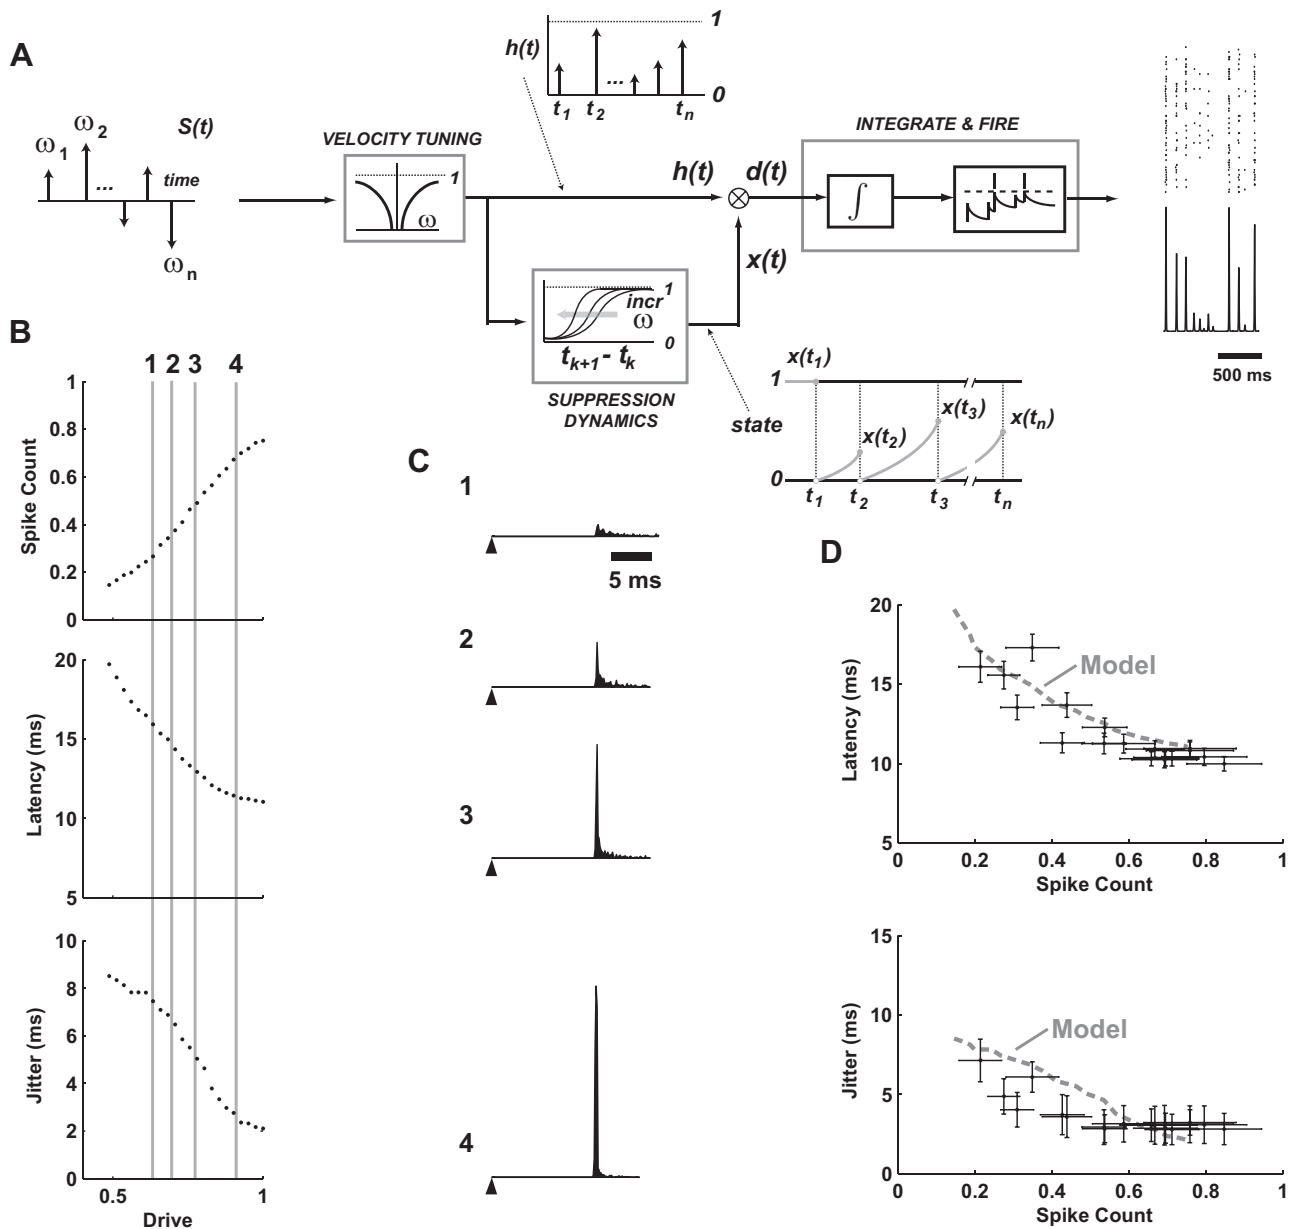 A
S(t)
ω1
ω2
...
time
ωn
VELOCITY TUNING
1
ω
h(t)
1
0
...
t1
t2
tn
h(t)
d(t)
x(t)
INTEGRATE & FIRE
∫
500 ms
1
incr
ω
0
tk+1 - tk
SUPPRESSION
DYNAMICS
state
1
0
x(t1)
x(t2)
x(t3)
x(tn)
t1
t2
t3
tn
B
1
2
3
4
1
0.8
0.6
0.4
0.2
0
Spike Count
20
15
10
5
Latency (ms)
10
8
6
4
2
0
Jitter (ms)
0.5
1
Drive
C
1
5 ms
2
3
4
D
20
15
10
5
Latency (ms)
Model
0
0.2
0.4
0.6
0.8
1
Spike Count
15
10
5
0
Jitter (ms)
Model
0
0.2
0.4
0.6
0.8
1
Spike Count